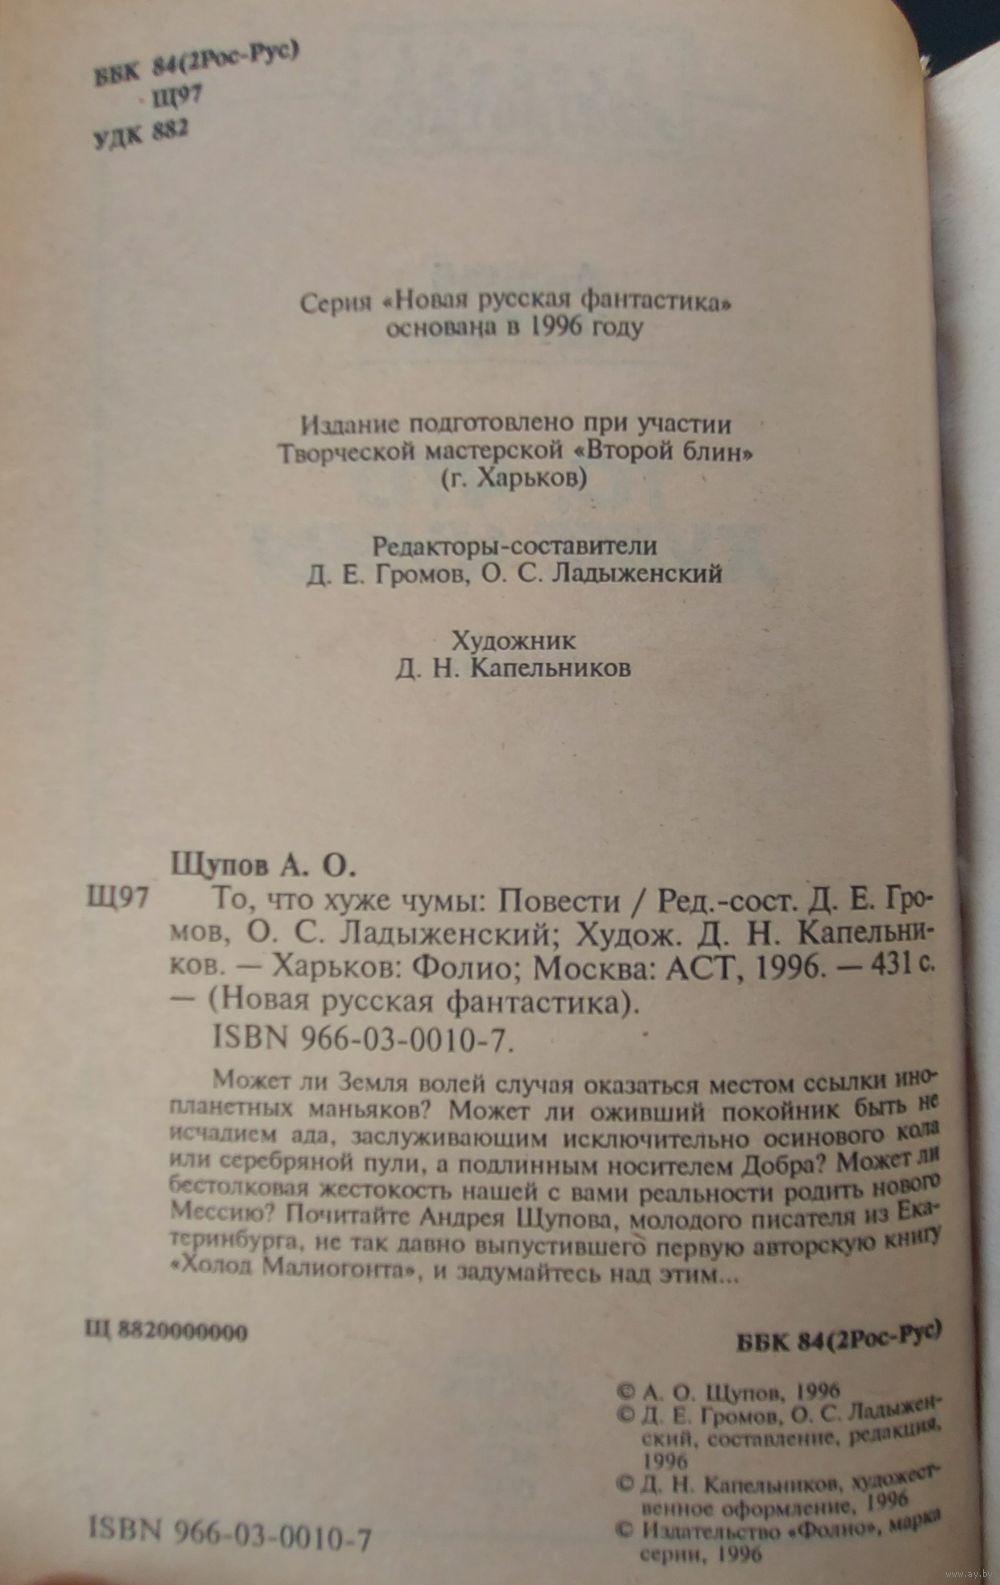 ББК 84(2Рос-Рус)
Щ97
УДК 882
Серия «Новая русская фантастика»
основана в 1996 году
Издание подготовлено при участии
Творческой мастерской «Второй блин»
(г. Харьков)
Редакторы-составители
Д. Е. Громов, О. С. Ладыженский
Художник
Д. Н. Капельников
Щупов А. О.
Щ97 То, что хуже чумы: Повести / Ред.-сост. Д. Е. Гро-
мов, О. С. Ладыженский; Худож. Д. Н. Капельни-
ков. — Харьков: Фолио; Москва: АСТ, 1996. — 431 с.
— (Новая русская фантастика).
ISBN 966-03-0010-7.
Может ли Земля волей случая оказаться местом ссылки ино-
планетных маньяков? Может ли оживший покойник быть не
исчадием ада, заслуживающим исключительно осинового кола
или серебряной пули, а подлинным носителем Добра? Может ли
бестолковая жестокость нашей с вами реальности родить нового
Мессию? Почитайте Андрея Щупова, молодого писателя из Ека-
теринбурга, не так давно выпустившего первую авторскую книгу
«Холод Малиогонта», и задумайтесь над этим...
Щ 8820000000
ББК 84(2Рос-Рус)
© А. О. Щупов, 1996
© Д. Е. Громов, О. С. Ладыжен-
ский, составление, редакция,
1996
© Д. Н. Капельников, художест-
венное оформление, 1996
© Издательство «Фолио», марка
серии, 1996
ISBN 966-03-0010-7
www.ay.by